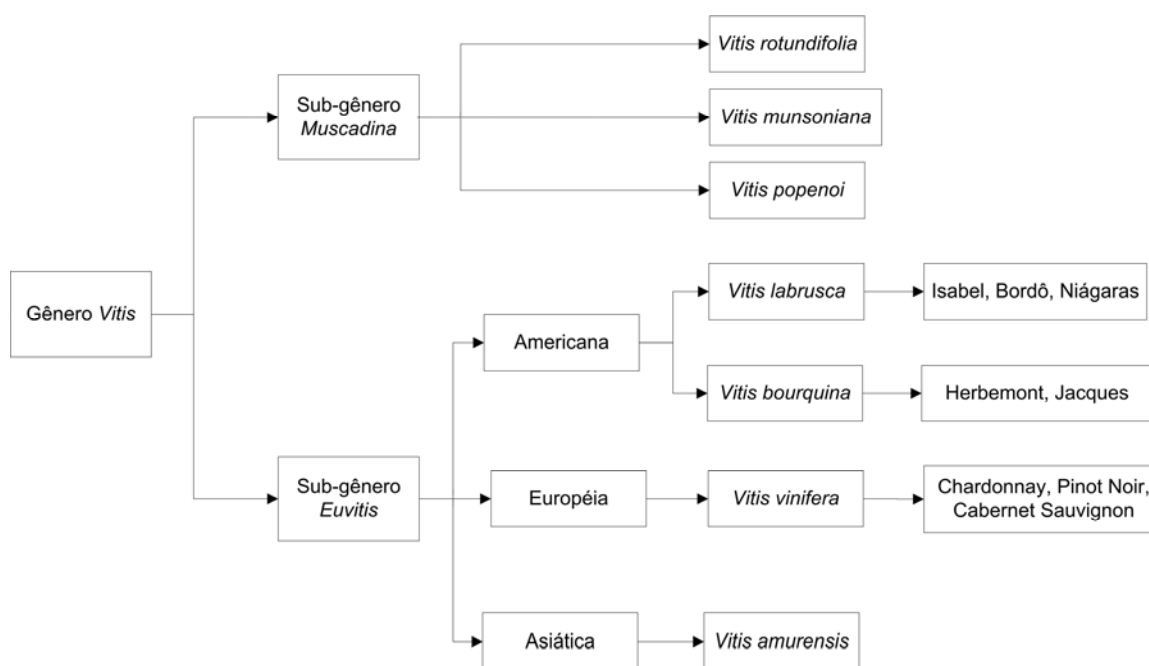 Gênero Vitis
Sub-gênero
Muscadina
Vitis rotundifolia
Vitis munsoniana
Vitis popenoi
Sub-gênero
Euvitis
Americana
Vitis labrusca
Isabel, Bordô, Niágaras
Vitis bourquina
Herbemont, Jacques
Européia
Vitis vinifera
Chardonnay, Pinot Noir,
Cabernet Sauvignon
Asiática
Vitis amurensis